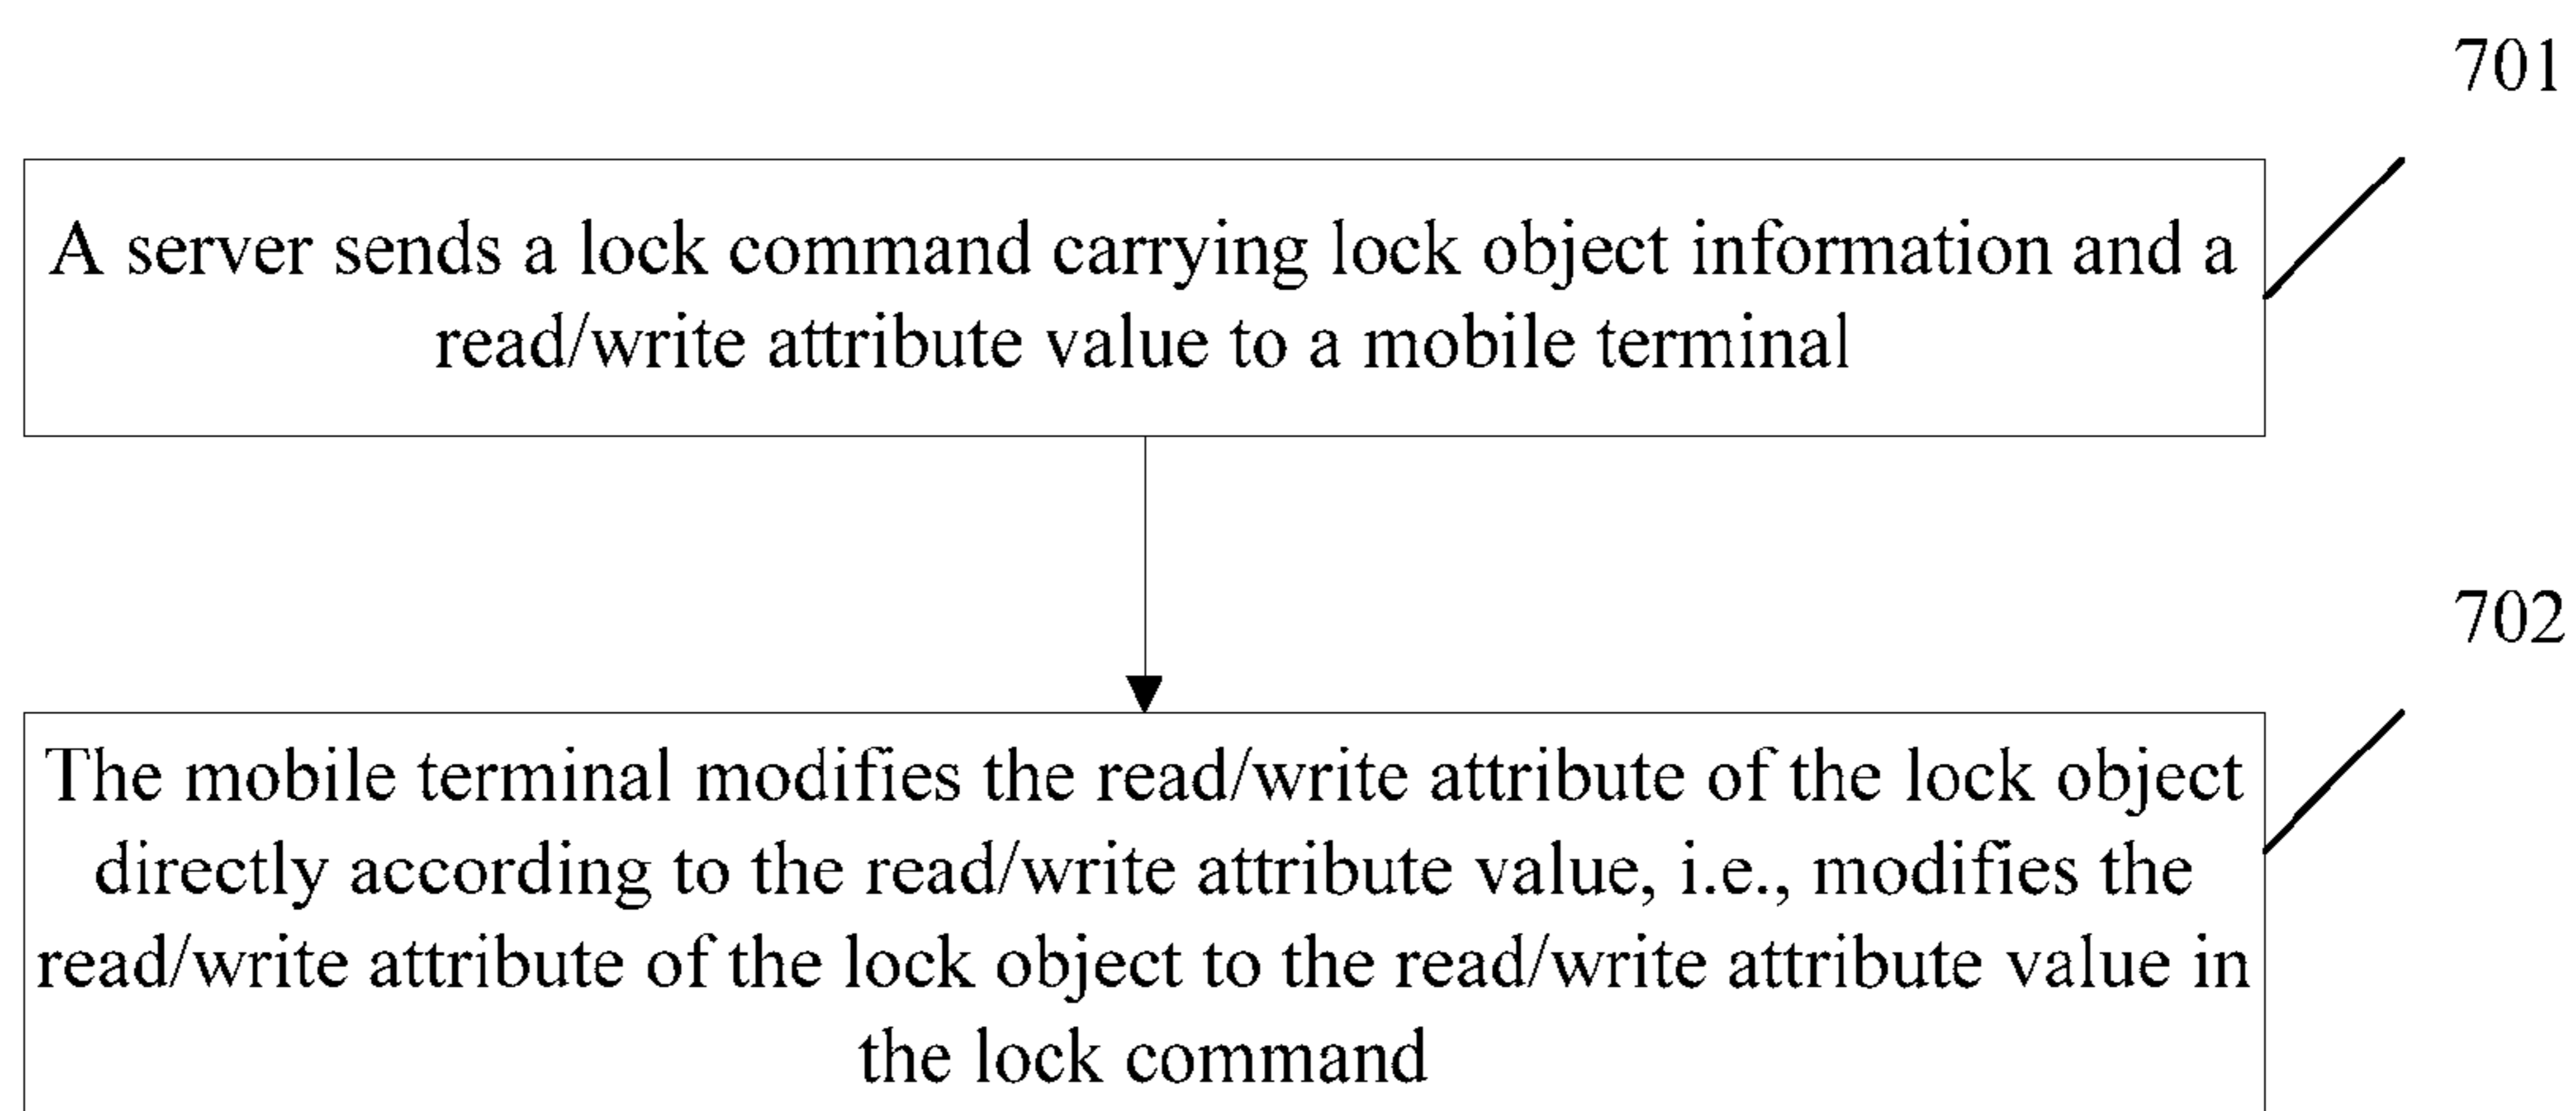 701
A server sends a lock command carrying lock object information and a
read/write attribute value to a mobile terminal
702
The mobile terminal modifies the read/write attribute of the lock object
directly according to the read/write attribute value, i.e., modifies the
read/write attribute of the lock object to the read/write attribute value in
the lock command